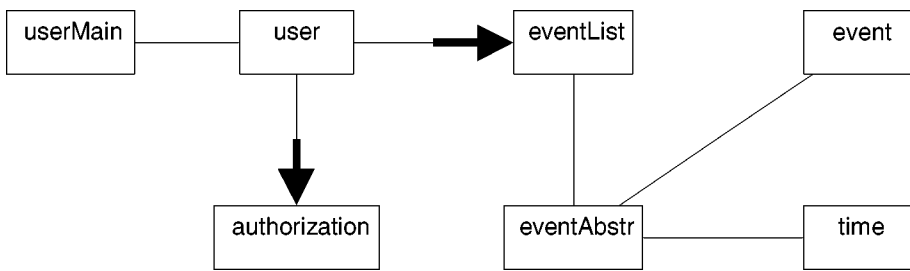 userMain
user
eventList
event
authorization
eventAbstr
time